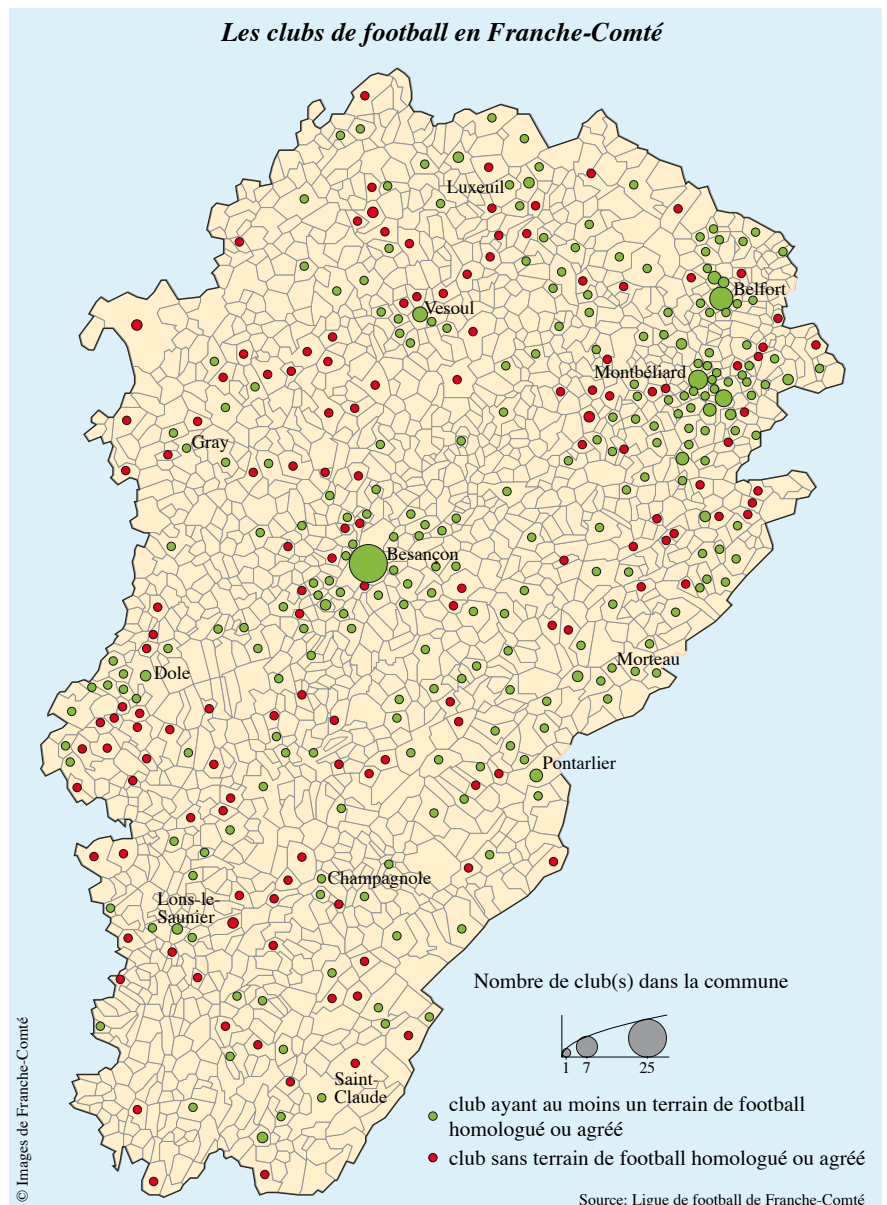 Les clubs de football en Franche-Comté
Luxeuil
Belfort
Vesoul
Montbéliard
Gray
Besançon
Morteau
Dole
Pontarlier
Champagnole
Lons-le-
Saunier
Nombre de club(s) dans la commune
1 7 25
Saint-
Claude
club ayant au moins un terrain de football
homologué ou agréé
club sans terrain de football homologué ou agréé
Source: Ligue de football de Franche-Comté
© Images de Franche-Comté